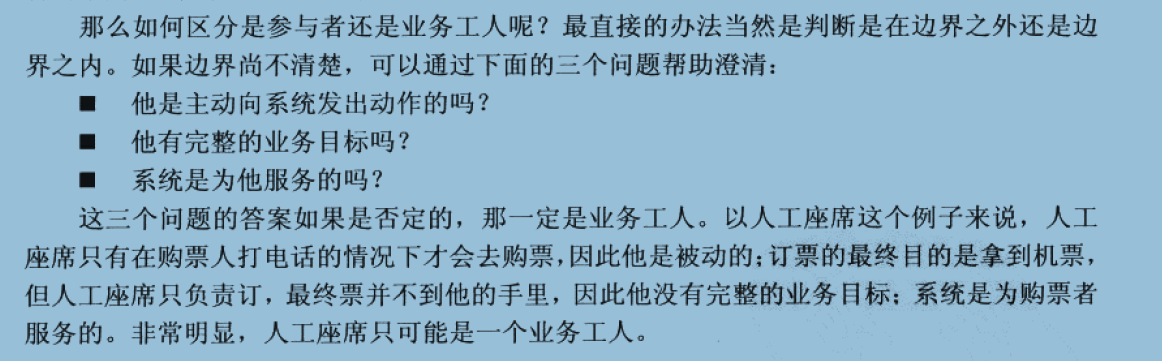 那么如何区分是参与者还是业务工人呢？最直接的办法当然是判断是在边界之外还是边
界之内。如果边界尚不清楚，可以通过下面的三个问题帮助澄清：
■ 他是主动向系统发出动作的吗？
■ 他有完整的业务目标吗？
■ 系统是为他服务的吗？
这三个问题的答案如果是否定的，那一定是业务工人。以人工座席这个例子来说，人工
座席只有在购票人打电话的情况下才会去购票，因此他是被动的；订票的最终目的是拿到机票，
但人工座席只负责订，最终票并不到他的手里，因此他没有完整的业务目标；系统是为购票者
服务的。非常明显，人工座席只可能是一个业务工人。